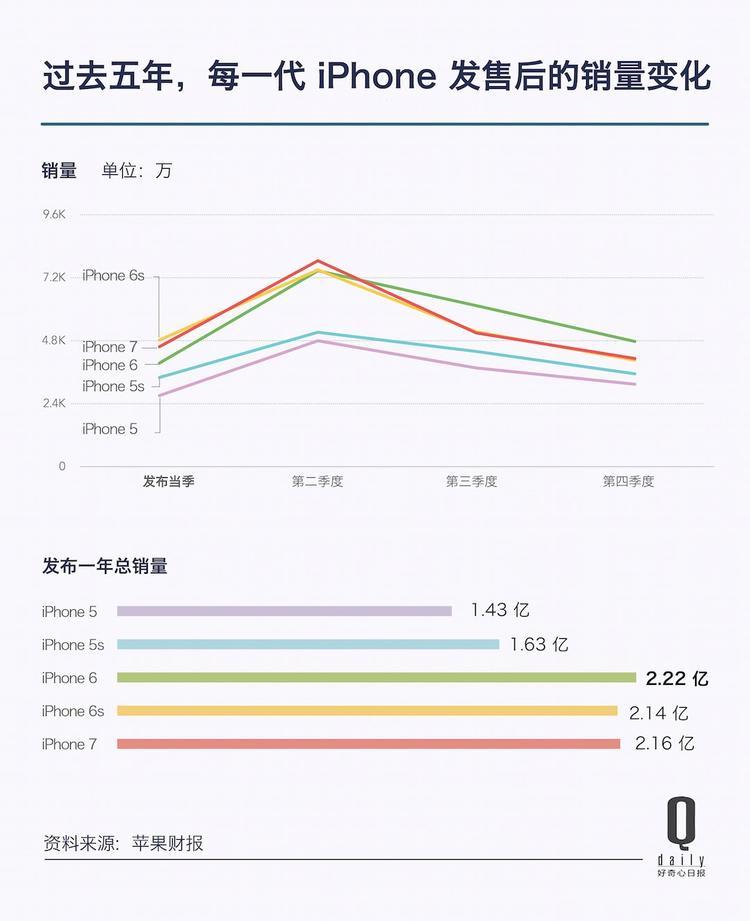 过去五年，每一代 iPhone 发售后的销量变化
销量 单位：万
9.6K
7.2K
iPhone 6s
4.8K
iPhone 7
iPhone 6
iPhone 5s
2.4K
iPhone 5
0
发布当季 第二季度 第三季度 第四季度
发布一年总销量
iPhone 5 1.43 亿
iPhone 5s 1.63 亿
iPhone 6 2.22 亿
iPhone 6s 2.14 亿
iPhone 7 2.16 亿
资料来源：苹果财报
Q
daily
好奇心日报